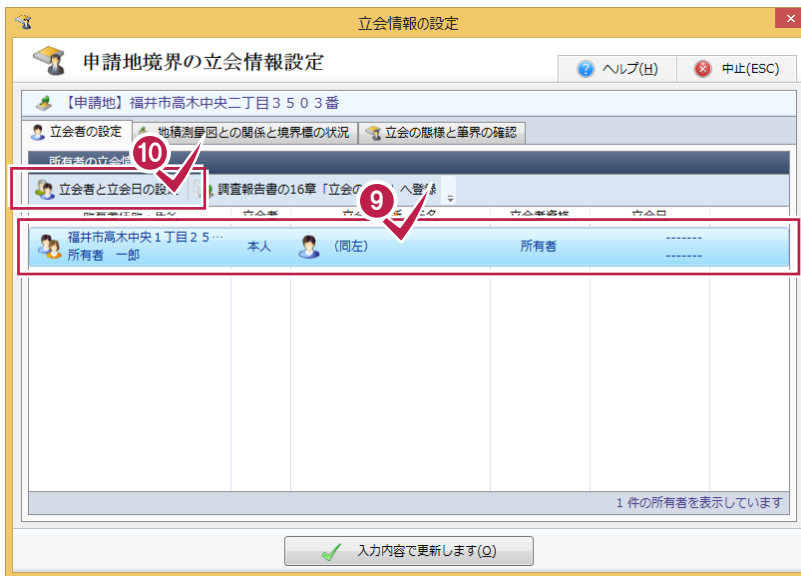 立会情報の設定
申請地境界の立会情報設定
ヘルプ(H) 中止(ESC)
【申請地】福井市高木中央二丁目3503番
立会者の設定 地積測量図との関係と境界標の状況 立会の態様と筆界の確認
所有者の立会情
10
立会者と立会日の設定 調査報告書の16章「立会の 」へ登録
9
立会者 立会者資格 立会日
福井市高木中央1丁目25… 本人 (同左) 所有者 -------
所有者 一郎 -------
1件の所有者を表示しています
入力内容で更新します(O)